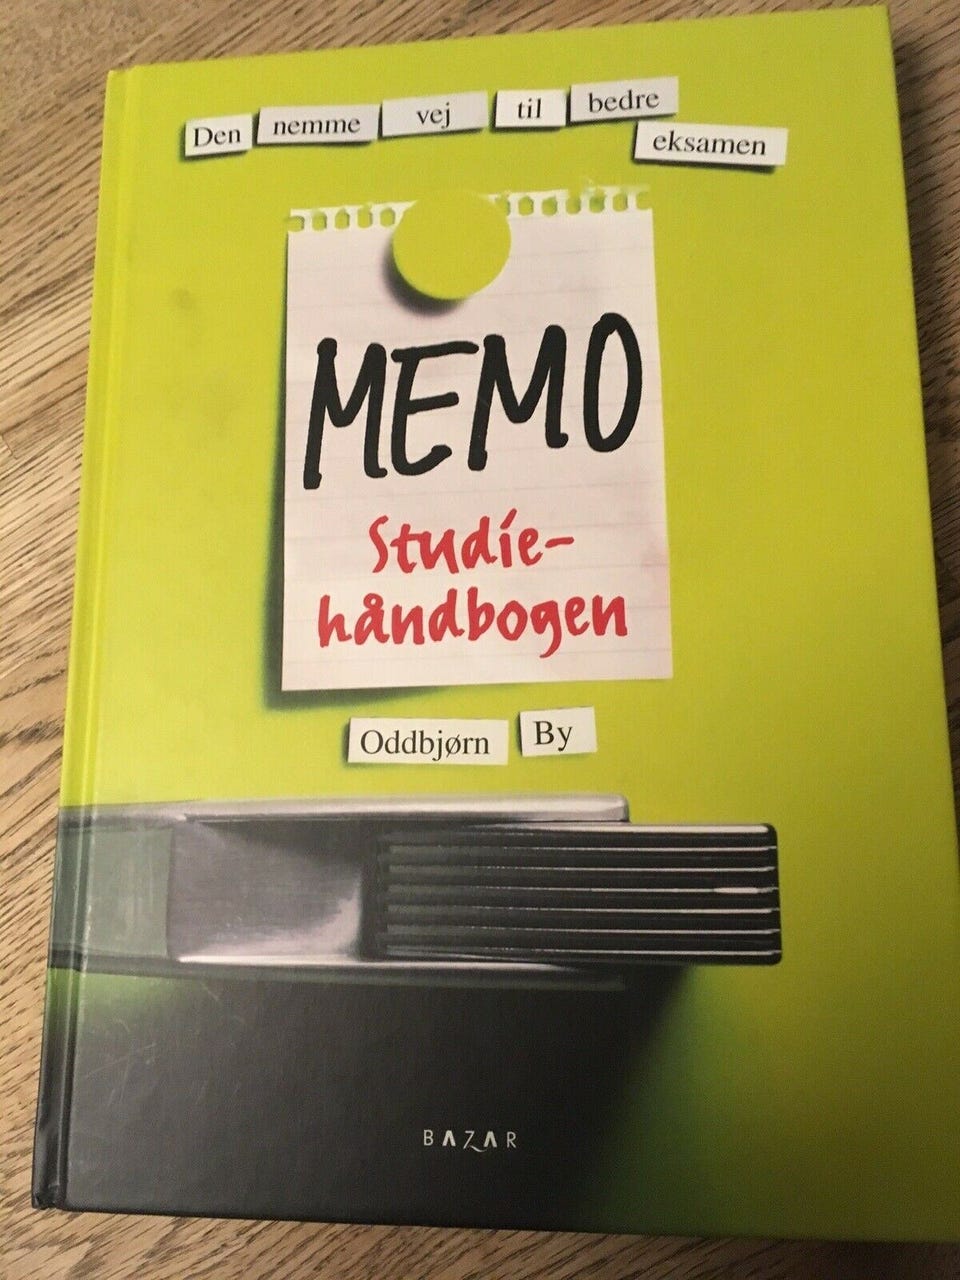 Den nemme vej til bedre
eksamen
MEMO
Studie-
håndbogen
Oddbjørn By
BAZAR